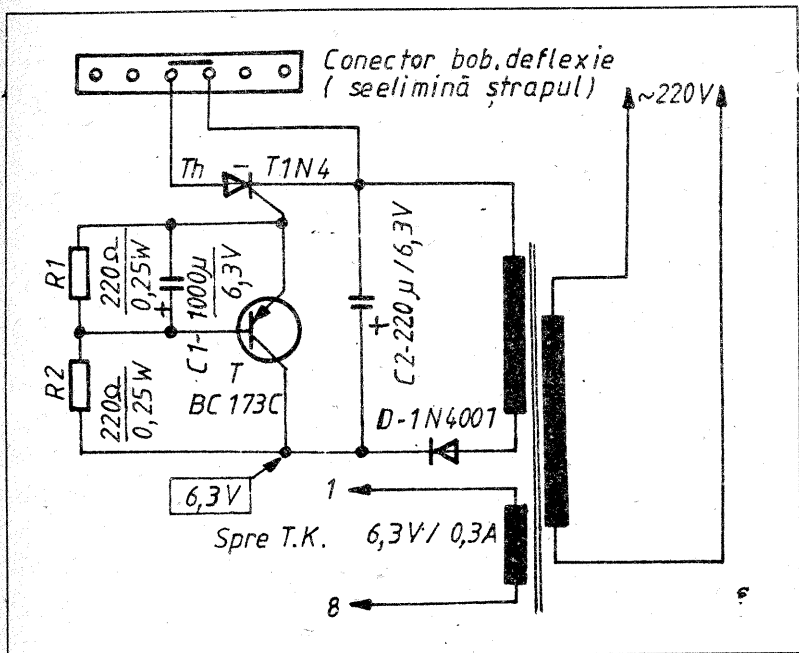 Conector bob. deflexie
( seelimină ștrapul)
~220V
Th
T1N4
R1
220Ω
0,25W
C1- 1000μ
6,3V
C2-220μ/6,3V
R2
220Ω
0,25W
T
BC 173C
D-1N4001
6,3V
1
Spre T.K. 6,3V/ 0,3A
8